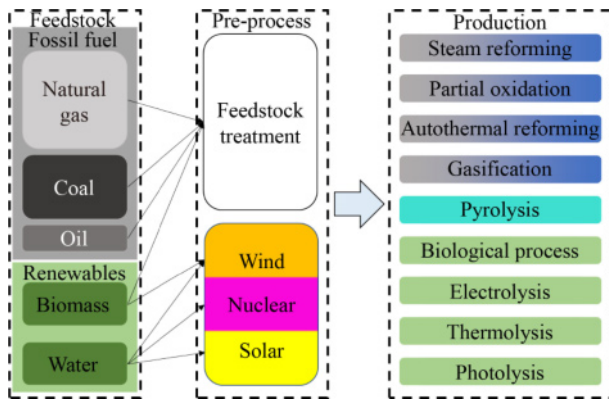 Feedstock
Fossil fuel
Natural
gas
Coal
Oil
Renewables
Biomass
Water
Pre-process
Feedstock
treatment
Wind
Nuclear
Solar
Production
Steam reforming
Partial oxidation
Autothermal reforming
Gasification
Pyrolysis
Biological process
Electrolysis
Thermolysis
Photolysis